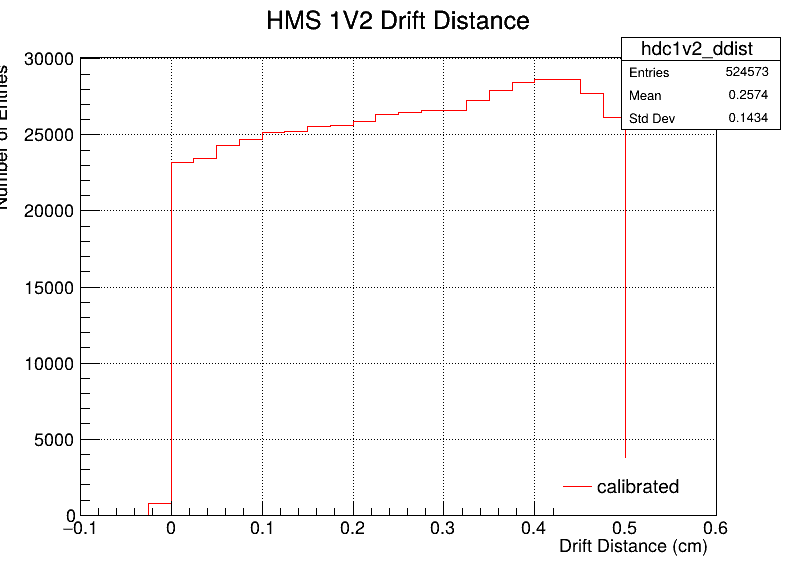 HMS 1V2 Drift Distance
hdc1v2_ddist
Entries 524573
Mean 0.2574
Std Dev 0.1434
Number of Entries
30000
25000
20000
15000
10000
5000
0
−0.1 0 0.1 0.2 0.3 0.4 0.5 0.6
Drift Distance (cm)
calibrated